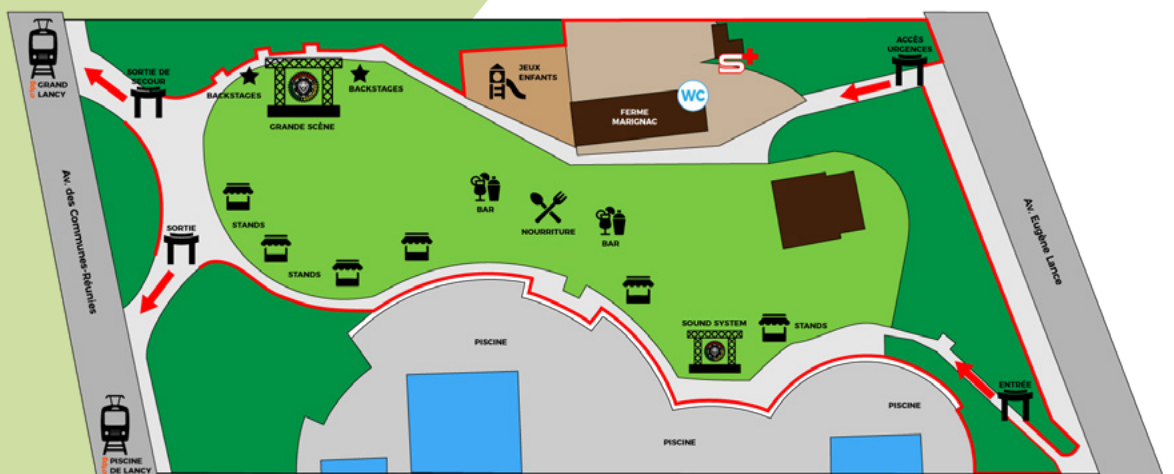 GRAND
LANCY
SORTIE DE
SECOUR
BACKSTAGES
BACKSTAGES
GRANDE SCÈNE
JEUX
ENFANTS
S+
WC
FERME
MARIGNAC
ACCÈS
URGENCES
Av. des Communes-Réunies
Av. Eugène Lance
STANDS
SORTIE
STANDS
BAR
NOURRITURE
BAR
SOUND SYSTEM
STANDS
PISCINE
ENTRÉE
PISCINE
PISCINE
PISCINE
DE LANCY